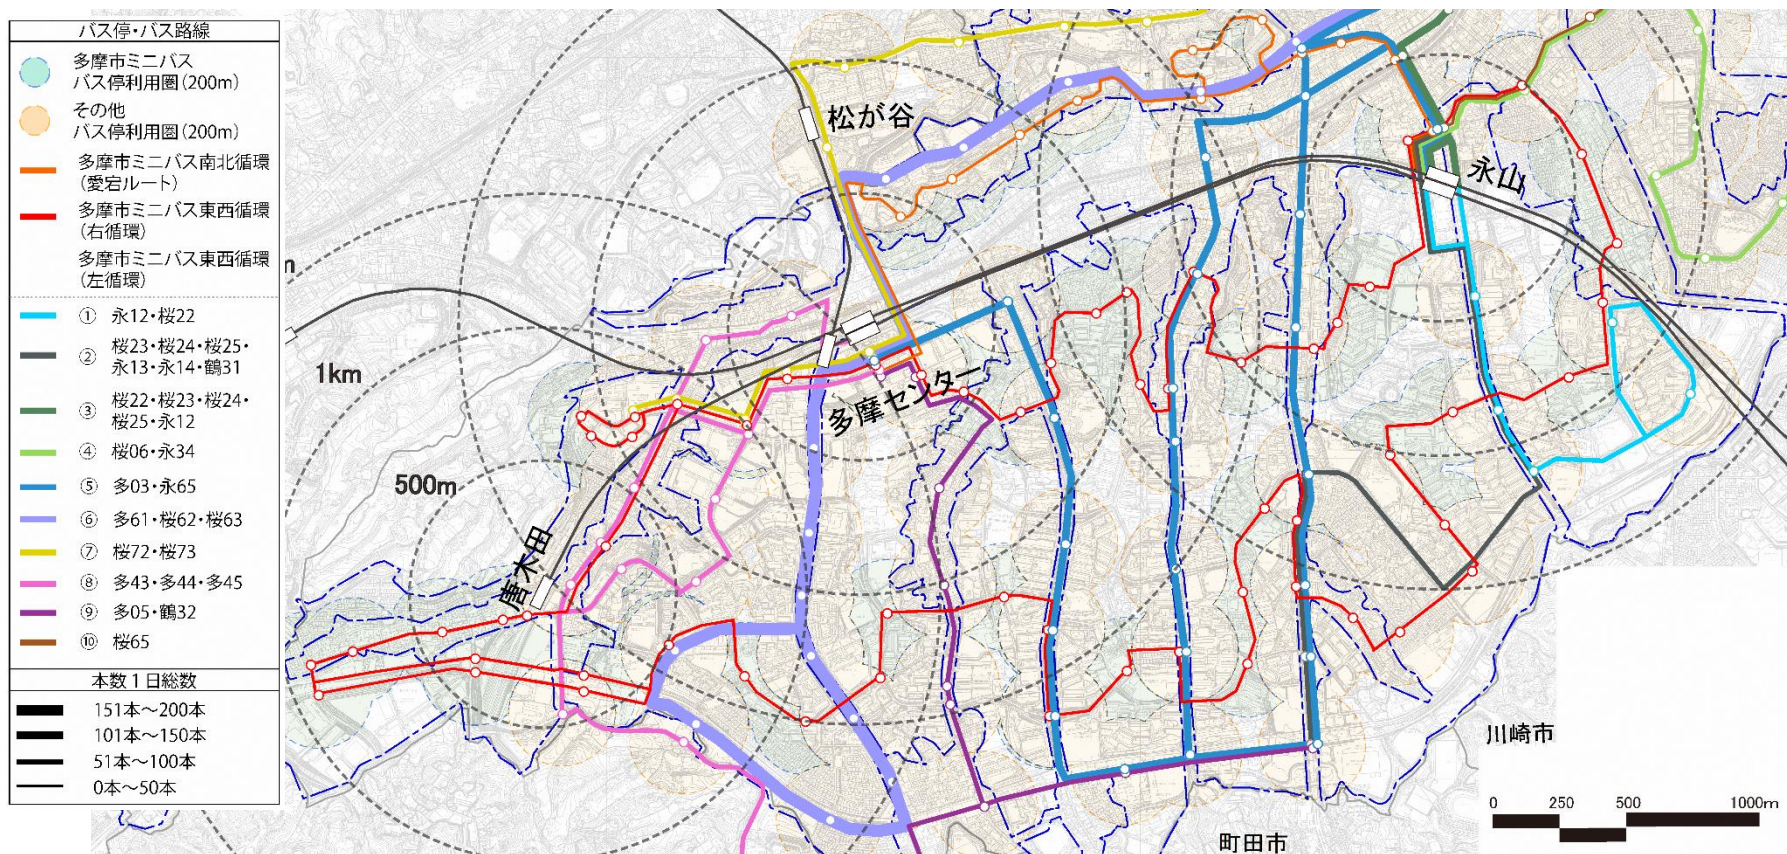 バス停・バス路線
多摩市ミニバス
バス停利用圏(200m)
その他
バス停利用圏(200m)
多摩市ミニバス南北循環
(愛宕ルート)
多摩市ミニバス東西循環
(右循環)
多摩市ミニバス東西循環
(左循環)
① 永12・桜22
② 桜23・桜24・桜25・
永13・永14・鶴31
③ 桜22・桜23・桜24・
桜25・永12
④ 桜06・永34
⑤ 多03・永65
⑥ 多61・桜62・桜63
⑦ 桜72・桜73
⑧ 多43・多44・多45
⑨ 多05・鶴32
⑩ 桜65
本数1日総数
151本～200本
101本～150本
51本～100本
0本～50本
松が谷
永山
1km
多摩センター
500m
唐木田
川崎市
町田市
0 250 500 1000m